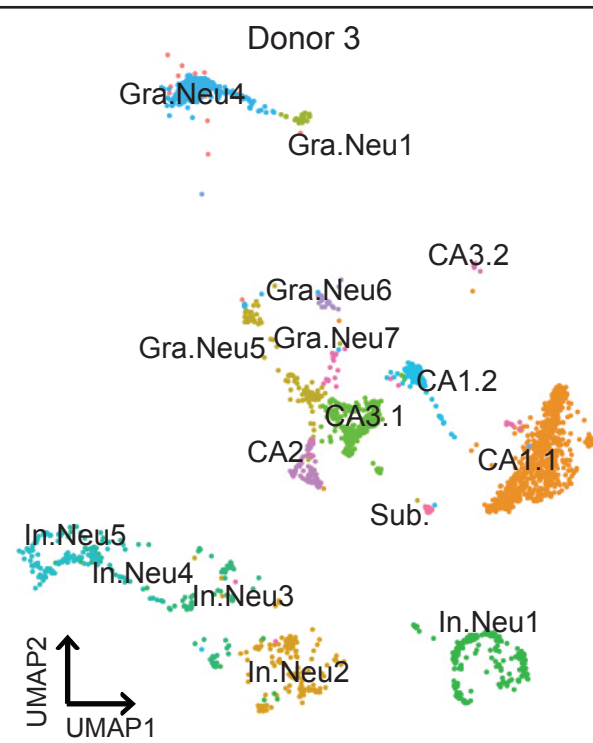 Donor 3
Gra.Neu4
Gra.Neu1
CA3.2
Gra.Neu6
Gra.Neu7
Gra.Neu5
CA1.2
CA3.1
CA2
CA1.1
Sub.
In.Neu5
In.Neu4
In.Neu3
In.Neu1
In.Neu2
UMAP2
UMAP1